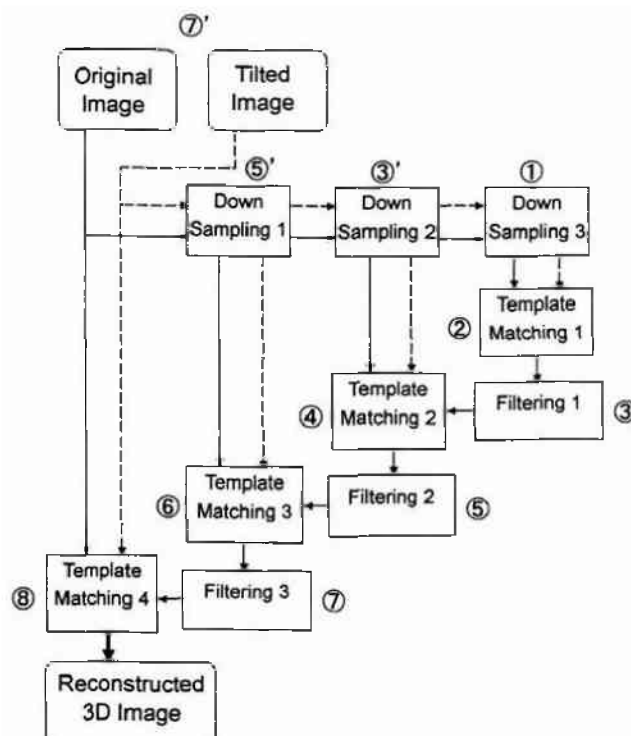 ⑦'
Original
Image
Tilted
Image
⑤'
③'
①
Down
Sampling 1
Down
Sampling 2
Down
Sampling 3
②
Template
Matching 1
④
Template
Matching 2
Filtering 1
③
⑥
Template
Matching 3
Filtering 2
⑤
⑧
Template
Matching 4
Filtering 3
⑦
Reconstructed
3D Image